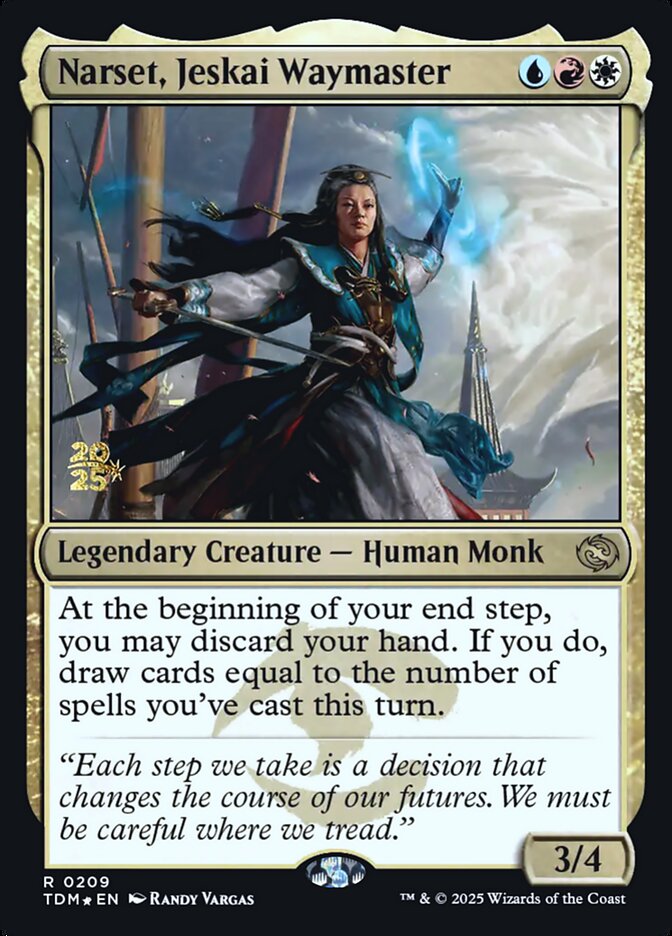 Narset, Jeskai Waymaster
20
25
Legendary Creature — Human Monk
At the beginning of your end step,
you may discard your hand. If you do,
draw cards equal to the number of
spells you’ve cast this turn.
“Each step we take is a decision that
changes the course of our futures. We must
be careful where we tread.”
3/4
R 0209
TDM★EN Randy Vargas
™ & © 2025 Wizards of the Coast